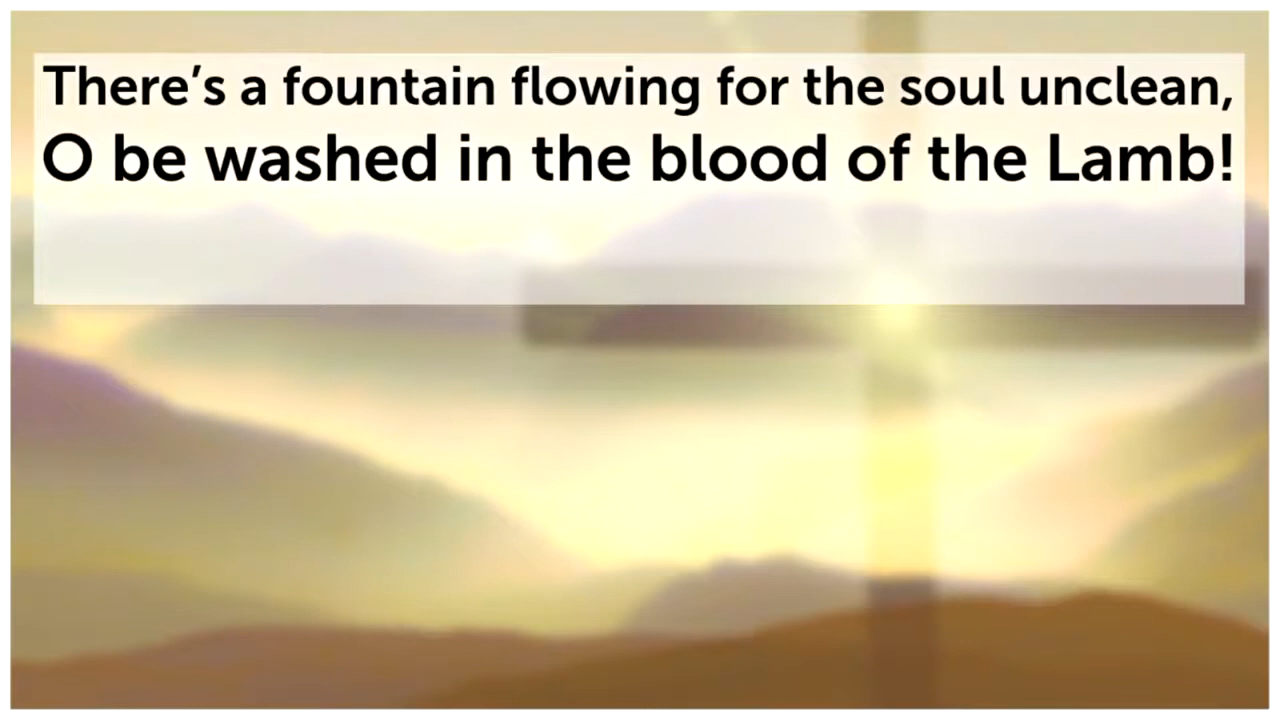 There’s a fountain flowing for the soul unclean,
O be washed in the blood of the Lamb!